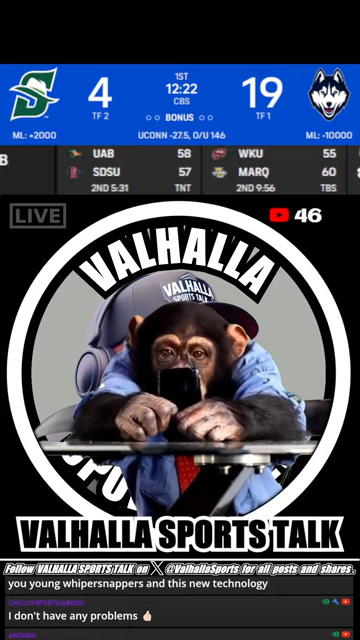 S
4
TF 2
1ST
12:22
CBS
BONUS
19
TF 1
ML: +2000
UCONN -27.5, O/U 146
ML: -10000
B
UAB 58
SDSU 57
2ND 5:31 TNT
WKU 55
MARQ 60
2ND 9:56 TBS
LIVE
46
VALHALLA
VALHALLA
SPORTS TALK
VALHALLA SPORTS TALK
Follow VALHALLA SPORTS TALK on X @ValhallaSports for all posts and shares.
you young whipersnappers and this new technology
I don't have any problems 👍🏻
ANDREW